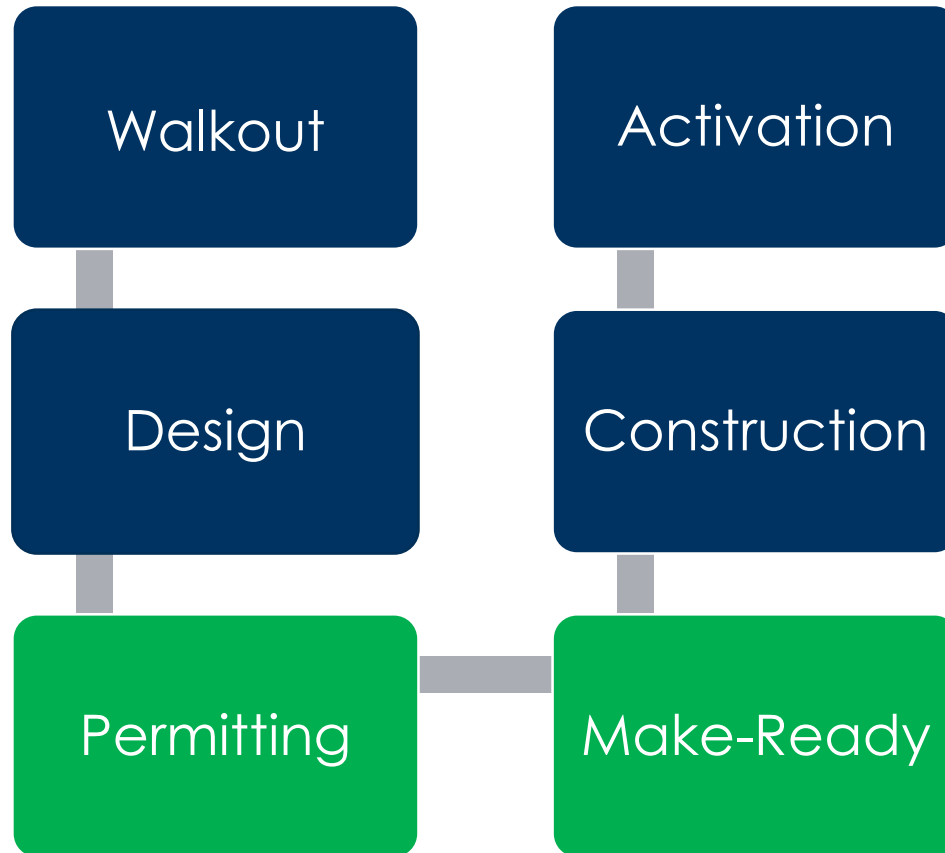 Walkout
Design
Permitting
Make-Ready
Construction
Activation